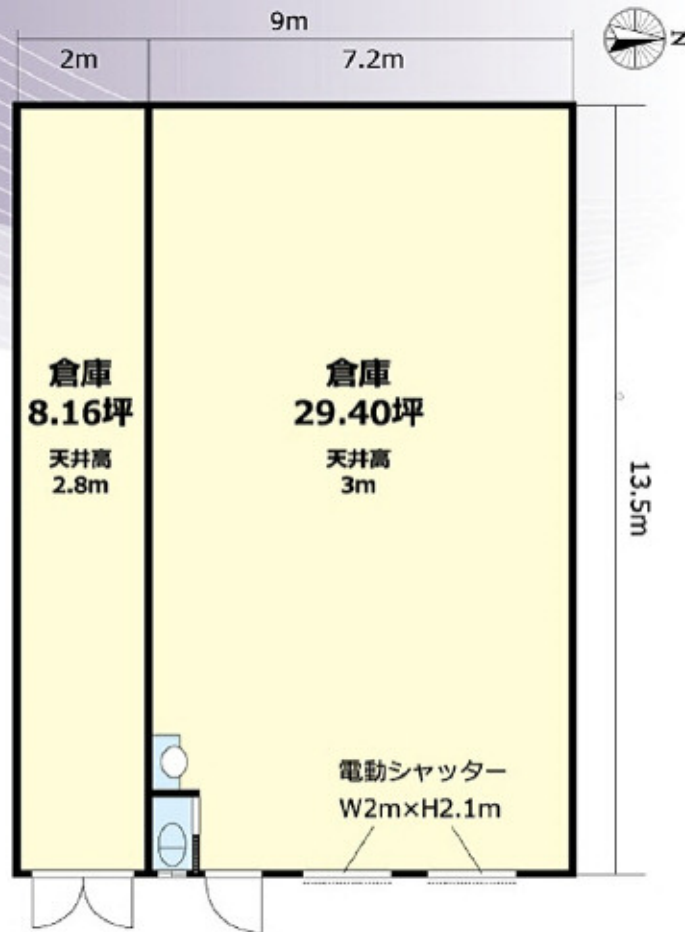 9m
N
2m
7.2m
倉庫
8.16坪
天井高
2.8m
倉庫
29.40坪
天井高
3m
13.5m
電動シャッター
W2m×H2.1m